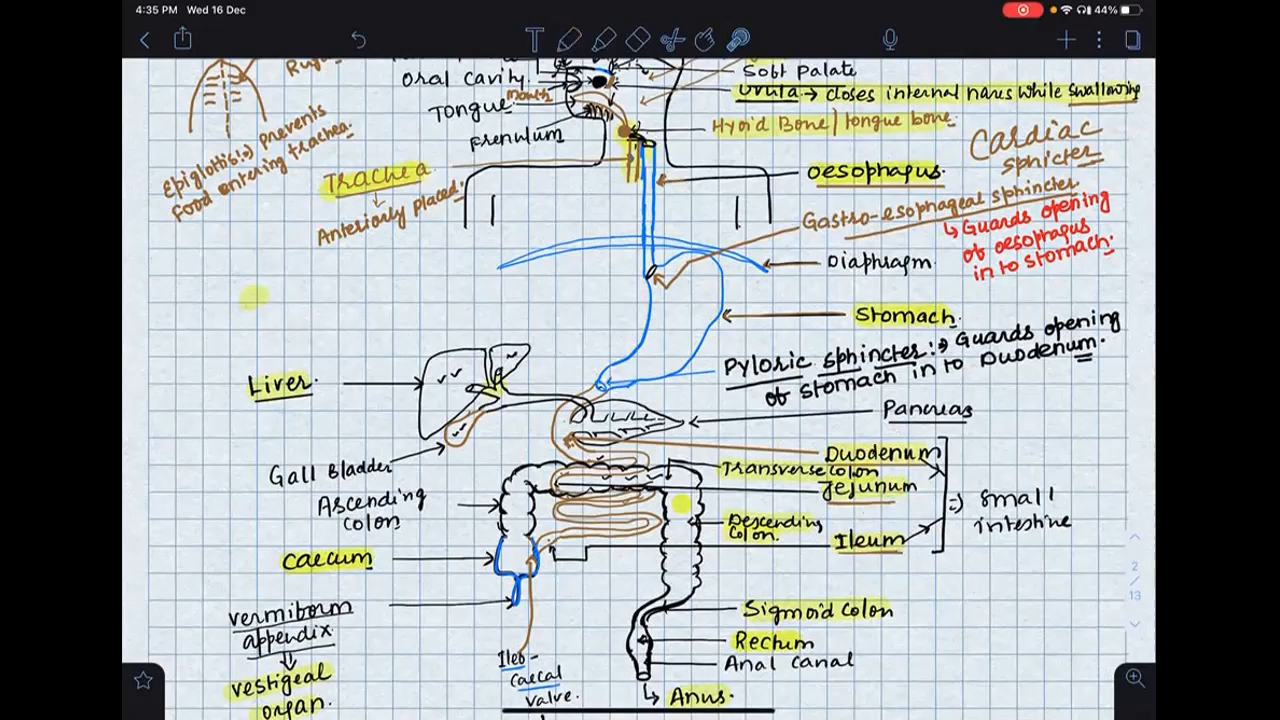 4:35 PM Wed 16 Dec
44%
T
Soft Palate
oral cavity
uvula → closes internal nares while swallowing
mouth
Tongue
Hyoid Bone/tongue bone.
Frenulum
Epiglottis:→ prevents
food entering trachea.
Trachea
↓
Anteriorly placed.
Cardiac
sphicter
oesophagus.
Gastro-esophageal sphincter
↳ Guards opening
of oesophagus
in to stomach.
Diaphragm.
Stomach.
Pyloric sphincter:→ Guards opening
of stomach in to Duodenum.
Liver.
Pancreas
Gall Bladder
Duodenum
Transverse colon
Jejunum
Ascending
colon
=) Small
intestine
Descending
colon.
Ileum
caecum
2
/
13
vermiform
appendix
↓
vestigeal
organ.
Sigmoid colon
Rectum
Anal canal
Ileo-
caecal
valve.
↳ Anus.